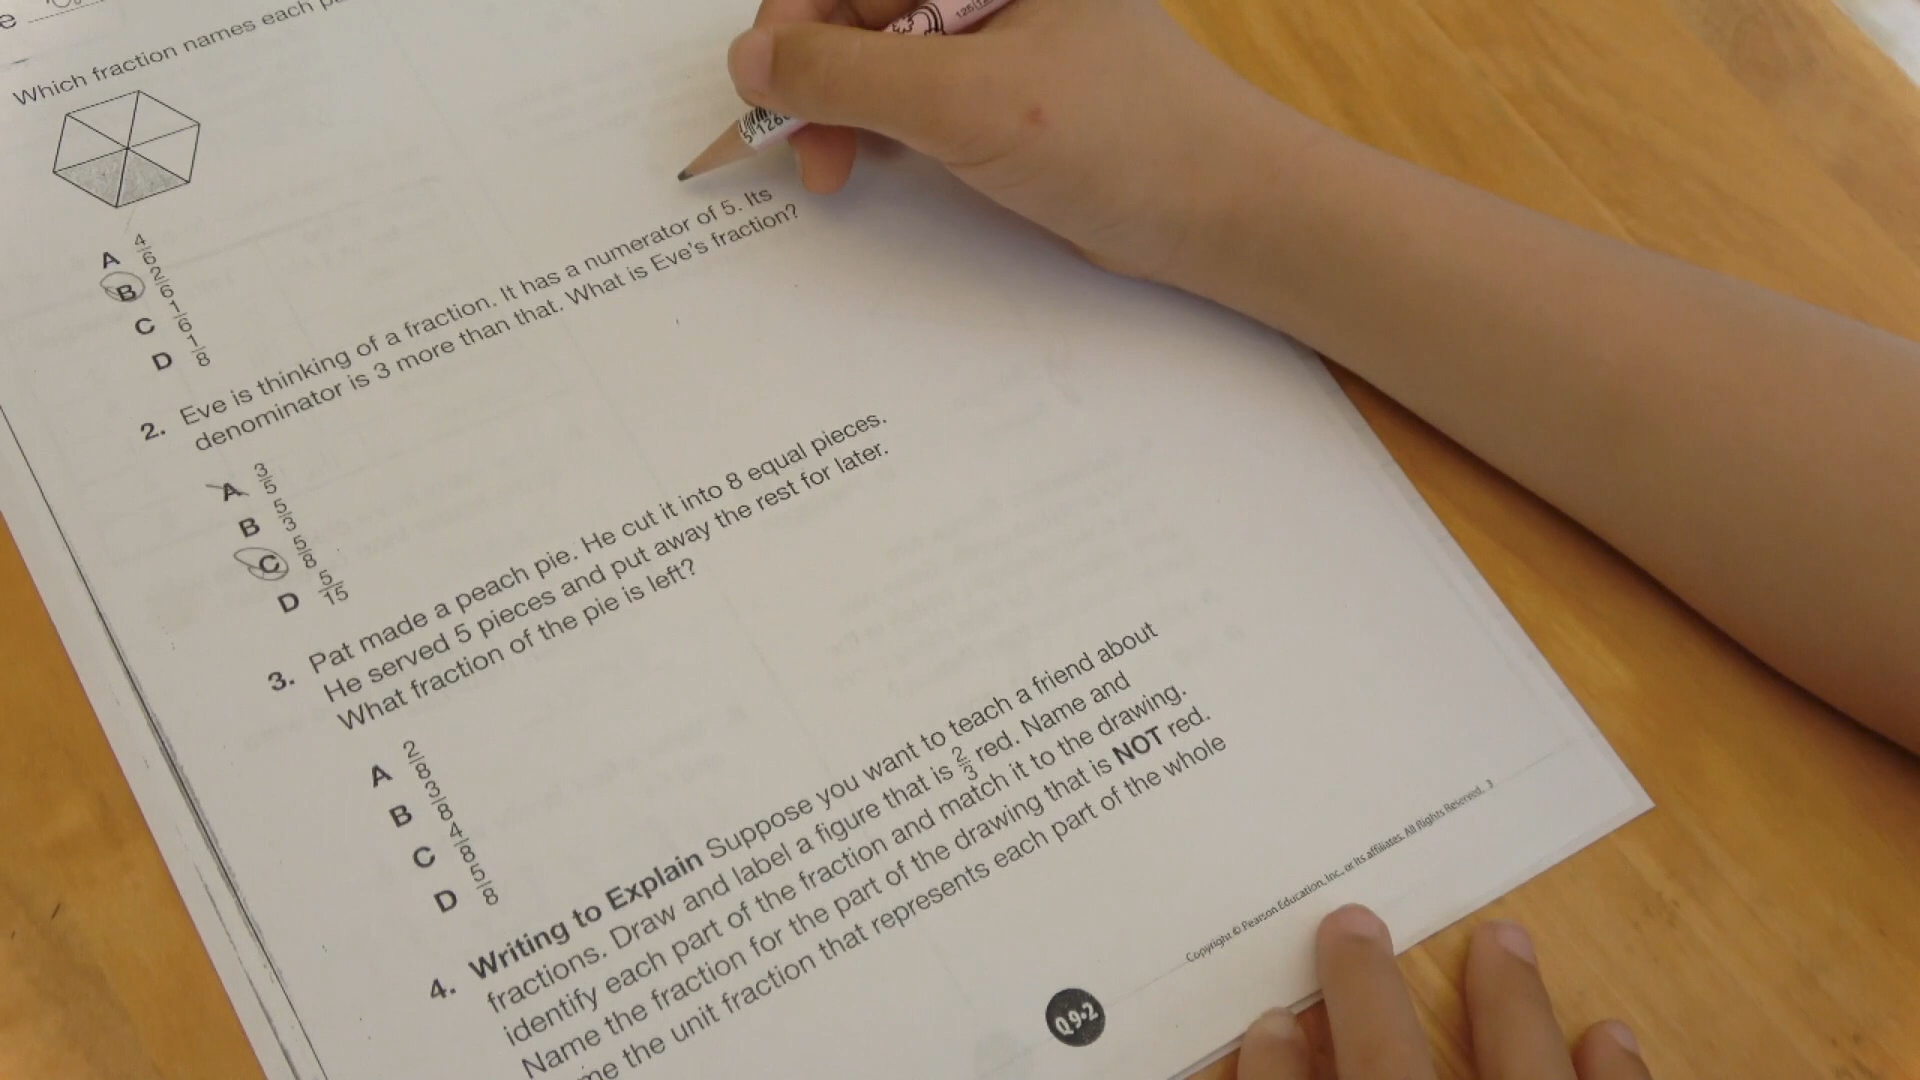 Which fraction names each
A 4/6
B 2/6
C 1/6
D 1/8
2. Eve is thinking of a fraction. It has a numerator of 5. Its
denominator is 3 more than that. What is Eve's fraction?
A 3/5
B 5/3
C 5/8
D 5/15
3. Pat made a peach pie. He cut it into 8 equal pieces.
He served 5 pieces and put away the rest for later.
What fraction of the pie is left?
A 2/8
B 3/8
C 4/8
D 5/8
4. Writing to Explain Suppose you want to teach a friend about
fractions. Draw and label a figure that is 2/3 red. Name and
identify each part of the fraction and match it to the drawing.
Name the fraction for the part of the drawing that is NOT red.
me the unit fraction that represents each part of the whole
Copyright © Pearson Education, Inc., or its affiliates. All Rights Reserved. 3
Q 9•2